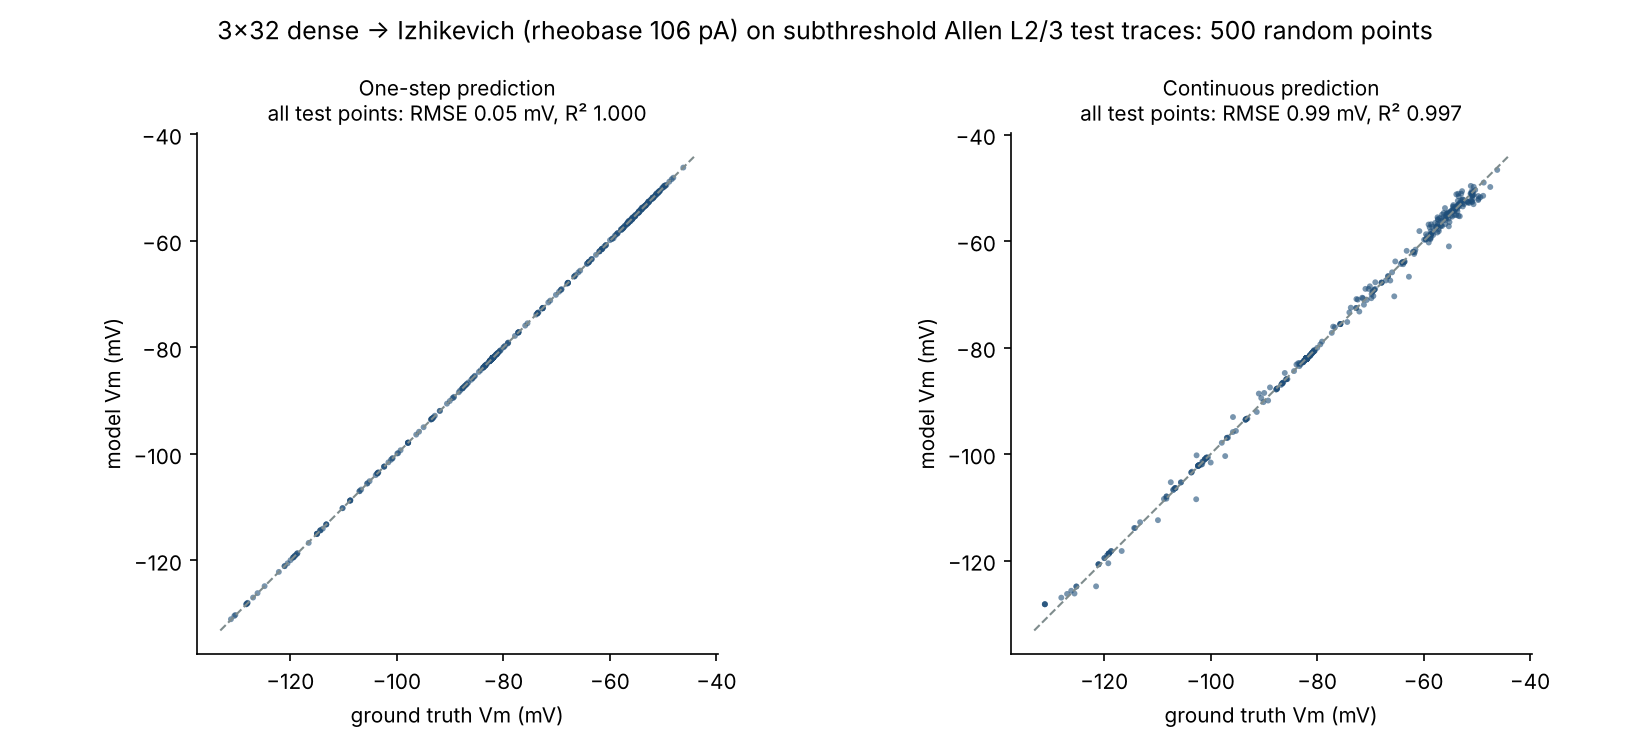 3×32 dense → Izhikevich (rheobase 106 pA) on subthreshold Allen L2/3 test traces: 500 random points
One-step prediction
all test points: RMSE 0.05 mV, R² 1.000
−40
−60
−80
−100
−120
model Vm (mV)
−120 −100 −80 −60 −40
ground truth Vm (mV)
Continuous prediction
all test points: RMSE 0.99 mV, R² 0.997
−40
−60
−80
−100
−120
model Vm (mV)
−120 −100 −80 −60 −40
ground truth Vm (mV)